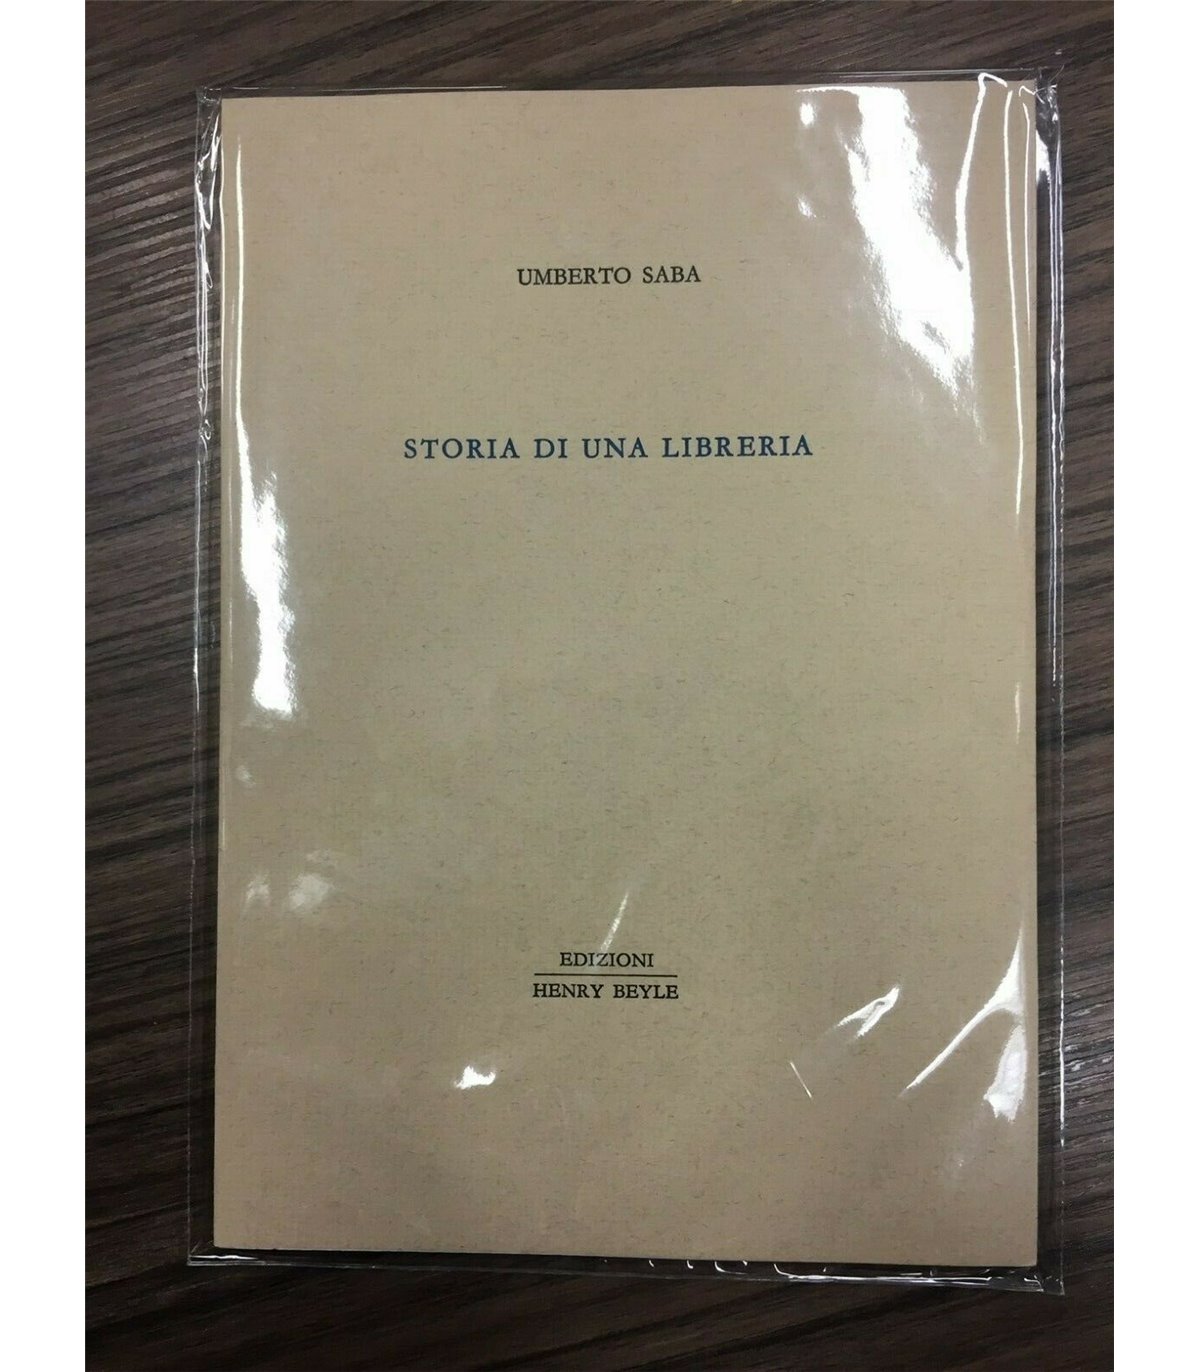 UMBERTO SABA
STORIA DI UNA LIBRERIA
EDIZIONI
HENRY BEYLE